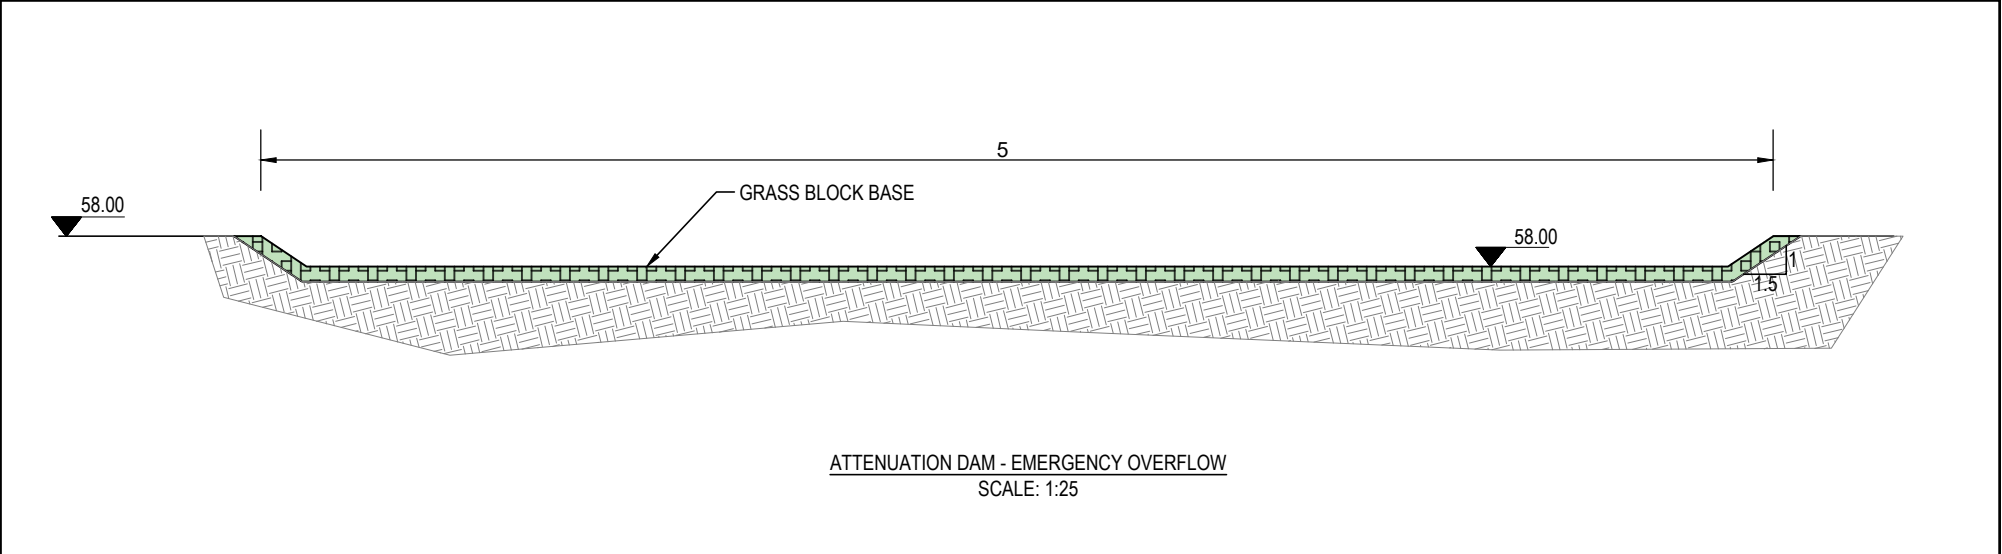 5
GRASS BLOCK BASE
58.00
58.00
1
1.5
ATTENUATION DAM - EMERGENCY OVERFLOW
SCALE: 1:25